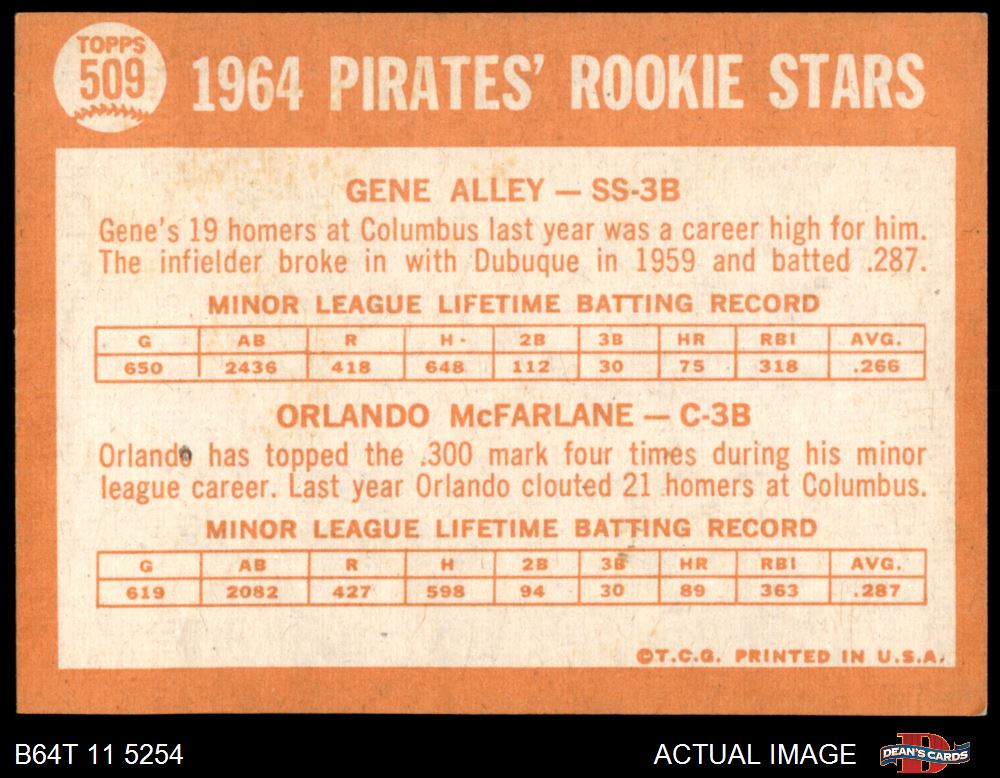 TOPPS
509
1964 PIRATES' ROOKIE STARS
GENE ALLEY — SS-3B
Gene's 19 homers at Columbus last year was a career high for him.
The infielder broke in with Dubuque in 1959 and batted .287.
MINOR LEAGUE LIFETIME BATTING RECORD
G AB R H 2B 3B HR RBI AVG.
650 2436 418 648 112 30 75 318 .266
ORLANDO McFARLANE — C-3B
Orlando has topped the .300 mark four times during his minor
league career. Last year Orlando clouted 21 homers at Columbus.
MINOR LEAGUE LIFETIME BATTING RECORD
G AB R H 2B 3B HR RBI AVG.
619 2082 427 598 94 30 89 363 .287
©T.C.G. PRINTED IN U.S.A.
B64T 11 5254
ACTUAL IMAGE
DEAN'S CARDS